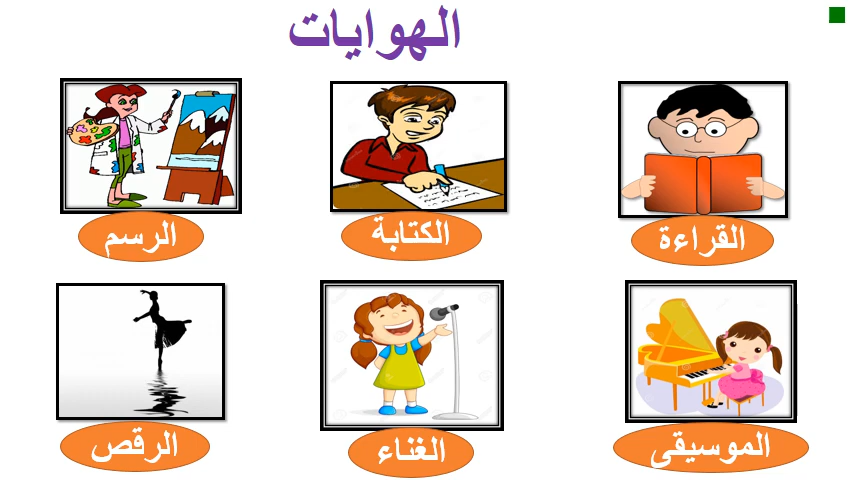 الهوايات
القراءة
الكتابة
الرسم
الموسيقى
الغناء
الرقص